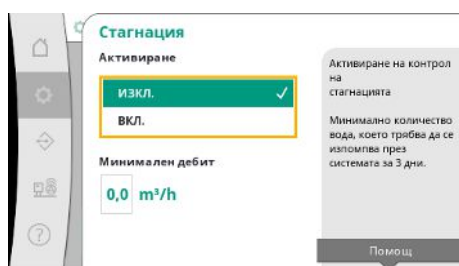 Стагнация
Активиране
ИЗКЛ.
ВКЛ.
Минимален дебит
0,0 m³/h
Активиране на контрол
на
стагнацията
Минимално количество
вода, което трябва да се
изпомпва през
системата за 3 дни.
Помощ